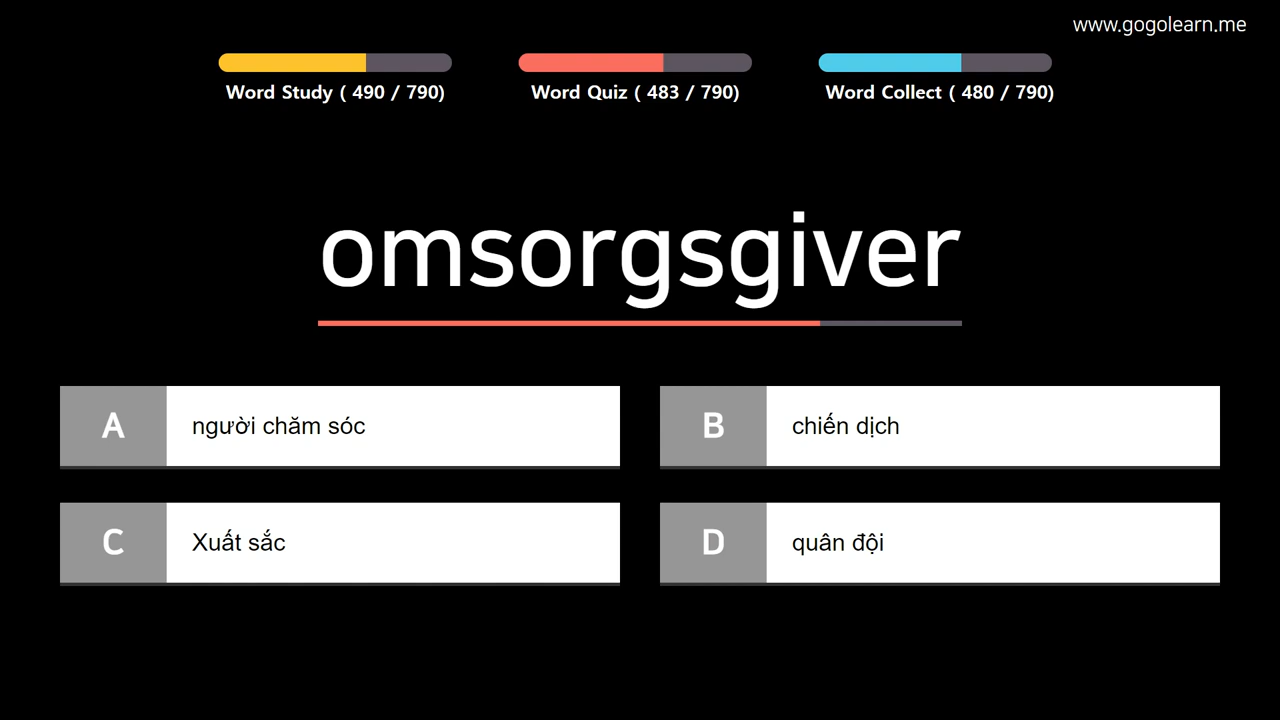 www.gogolearn.me
Word Study ( 490 / 790)
Word Quiz ( 483 / 790)
Word Collect ( 480 / 790)
omsorgsgiver
A người chăm sóc
B chiến dịch
C Xuất sắc
D quân đội